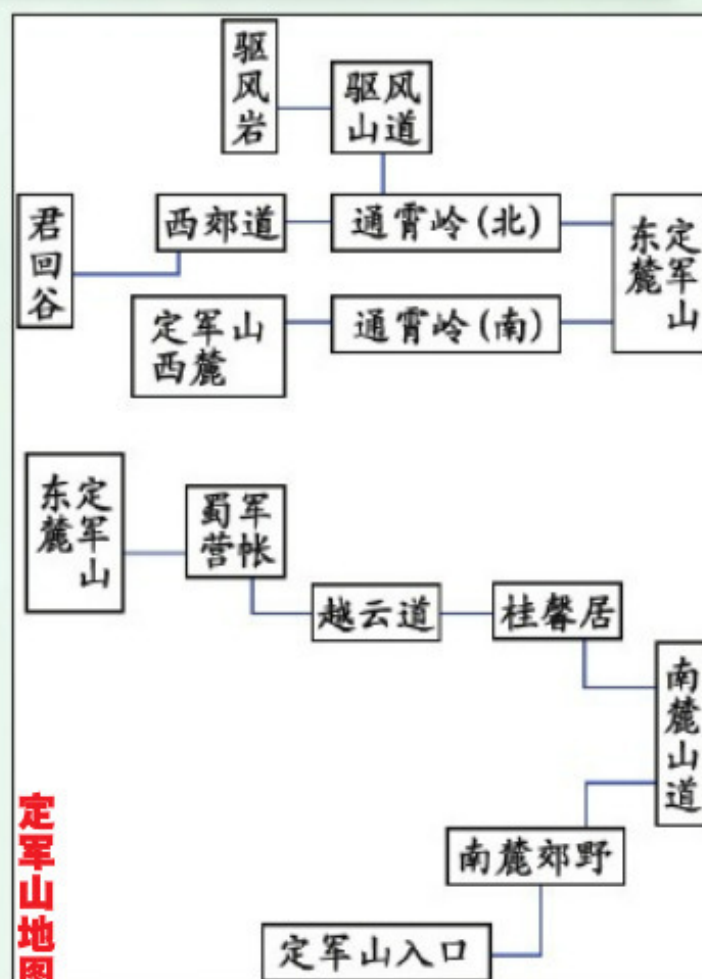 驱风岩
驱风
山道
君回谷
西郊道
通霄岭(北)
定军山
东麓
定军山
西麓
通霄岭(南)
定军山
东麓
蜀军
营帐
越云道
桂馨居
南麓山道
南麓郊野
定军山入口
定军山地图